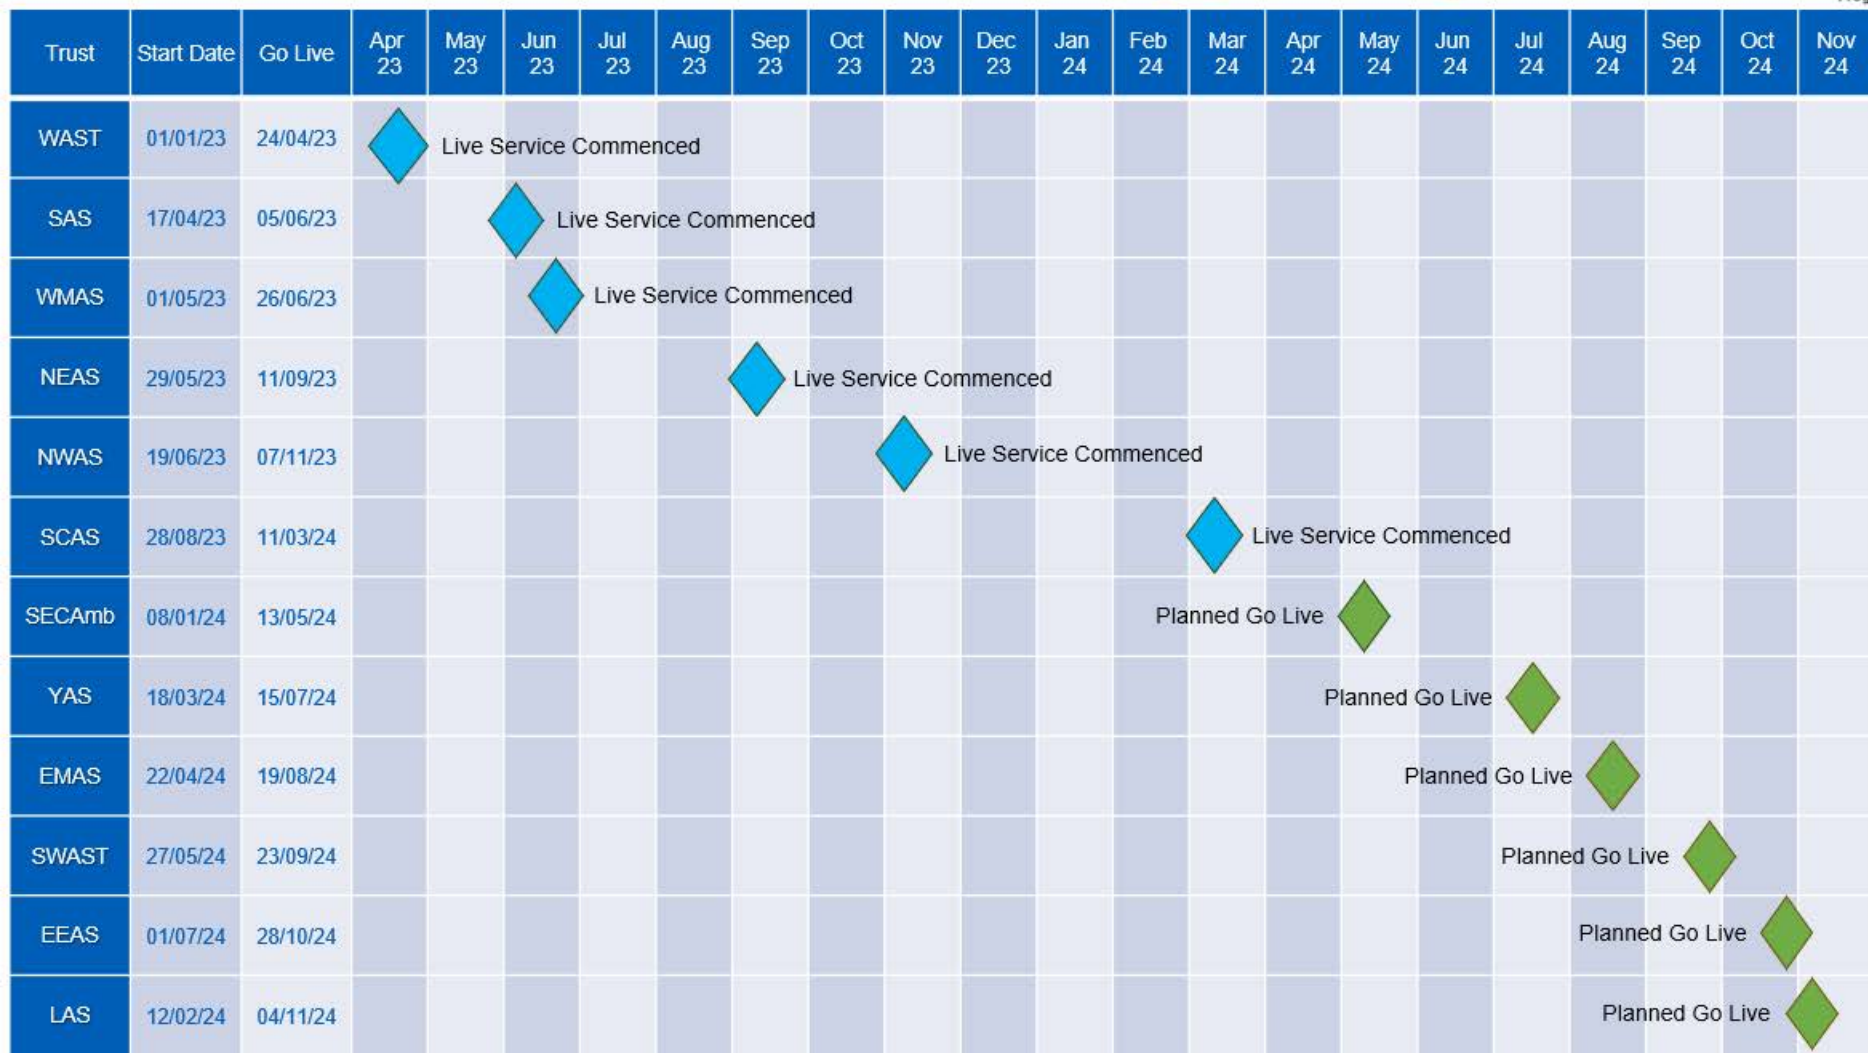 Trust Start Date Go Live Apr 23 May 23 Jun 23 Jul 23 Aug 23 Sep 23 Oct 23 Nov 23 Dec 23 Jan 24 Feb 24 Mar 24 Apr 24 May 24 Jun 24 Jul 24 Aug 24 Sep 24 Oct 24 Nov 24
WAST 01/01/23 24/04/23 Live Service Commenced
SAS 17/04/23 05/06/23 Live Service Commenced
WMAS 01/05/23 26/06/23 Live Service Commenced
NEAS 29/05/23 11/09/23 Live Service Commenced
NWAS 19/06/23 07/11/23 Live Service Commenced
SCAS 28/08/23 11/03/24 Live Service Commenced
SECAmb 08/01/24 13/05/24 Planned Go Live
YAS 18/03/24 15/07/24 Planned Go Live
EMAS 22/04/24 19/08/24 Planned Go Live
SWAST 27/05/24 23/09/24 Planned Go Live
EEAS 01/07/24 28/10/24 Planned Go Live
LAS 12/02/24 04/11/24 Planned Go Live